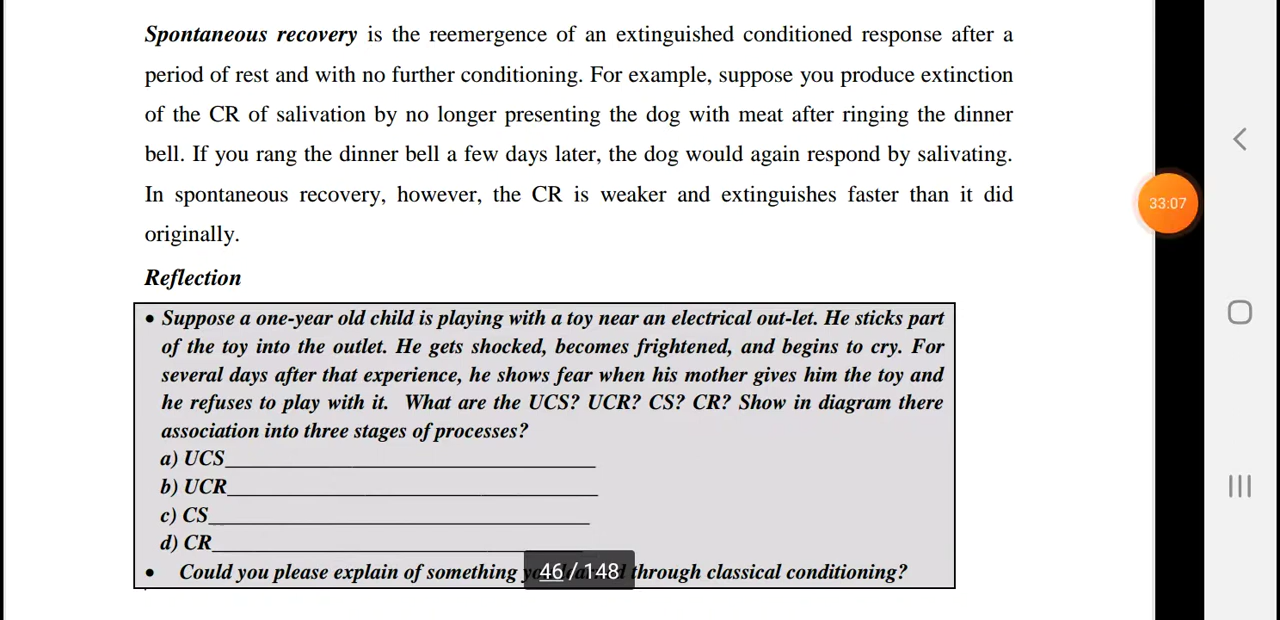 Spontaneous recovery is the reemergence of an extinguished conditioned response after a
period of rest and with no further conditioning. For example, suppose you produce extinction
of the CR of salivation by no longer presenting the dog with meat after ringing the dinner
bell. If you rang the dinner bell a few days later, the dog would again respond by salivating.
In spontaneous recovery, however, the CR is weaker and extinguishes faster than it did
originally.
33:07
Reflection
• Suppose a one-year old child is playing with a toy near an electrical out-let. He sticks part
of the toy into the outlet. He gets shocked, becomes frightened, and begins to cry. For
several days after that experience, he shows fear when his mother gives him the toy and
he refuses to play with it. What are the UCS? UCR? CS? CR? Show in diagram there
association into three stages of processes?
a) UCS
b) UCR
c) CS
d) CR
• Could you please explain of something through classical conditioning?
46 / 148